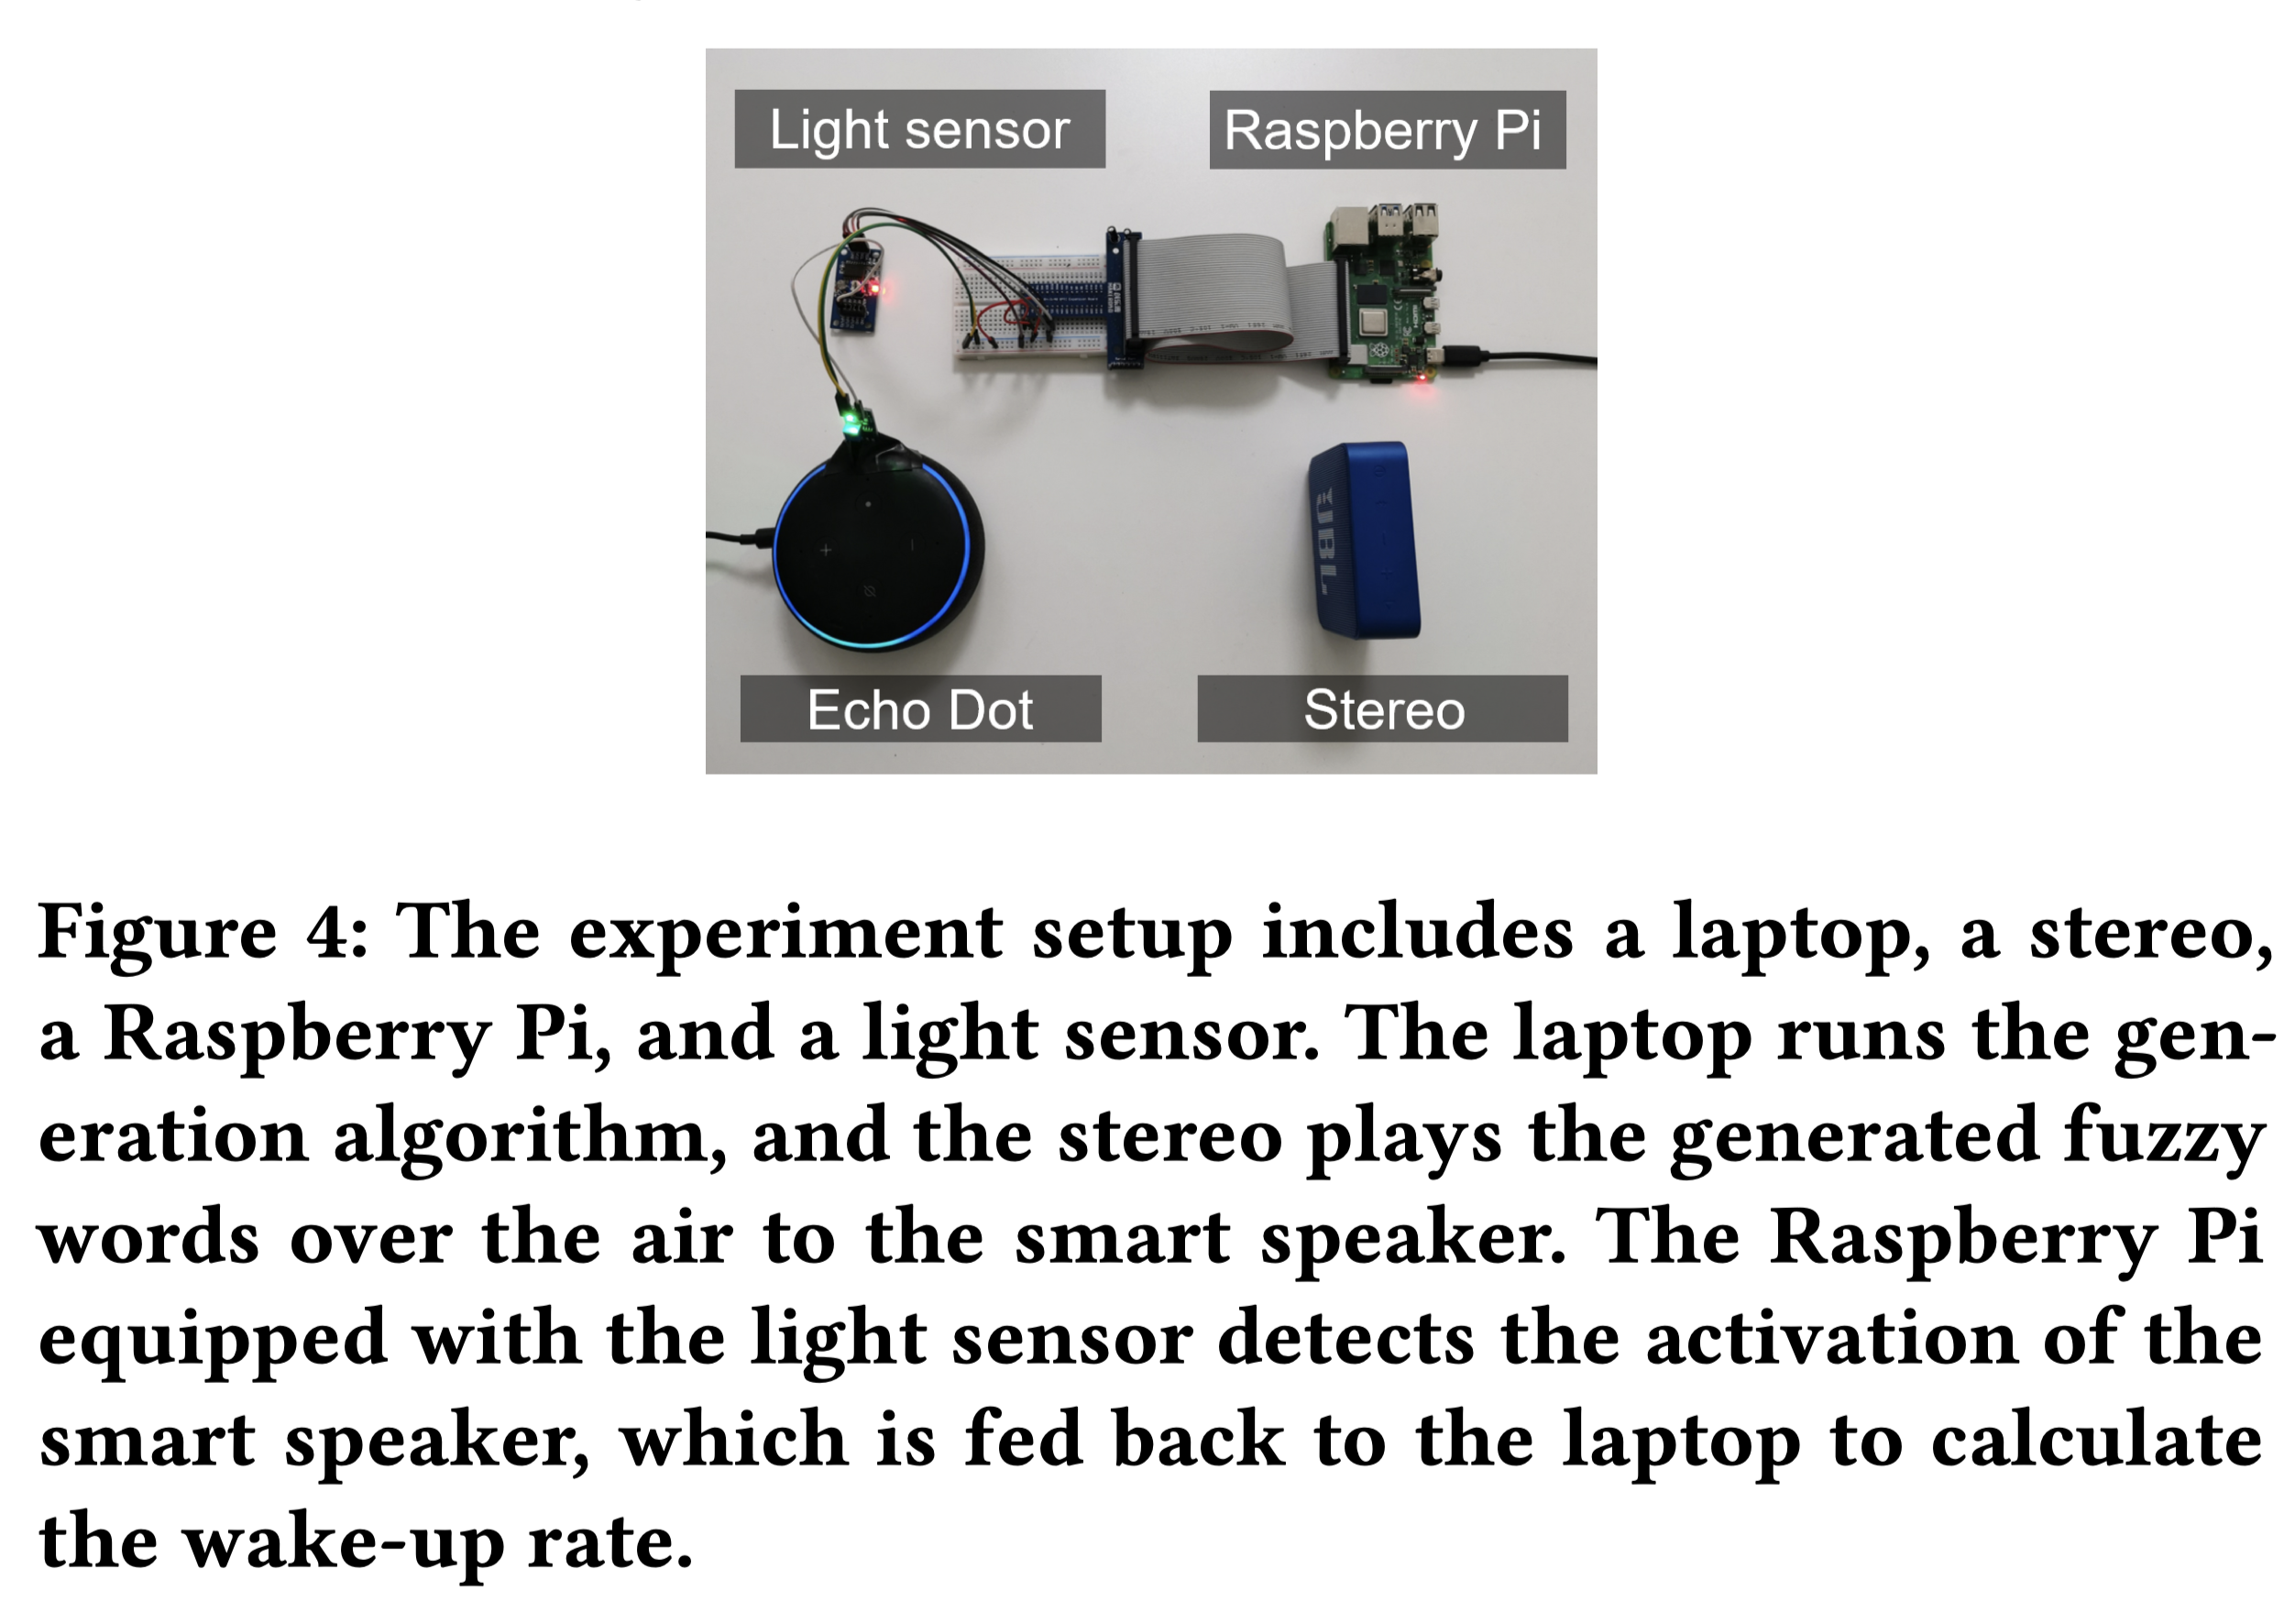 Light sensor
Raspberry Pi
JBL
Echo Dot
Stereo
Figure 4: The experiment setup includes a laptop, a stereo,
a Raspberry Pi, and a light sensor. The laptop runs the gen-
eration algorithm, and the stereo plays the generated fuzzy
words over the air to the smart speaker. The Raspberry Pi
equipped with the light sensor detects the activation of the
smart speaker, which is fed back to the laptop to calculate
the wake-up rate.